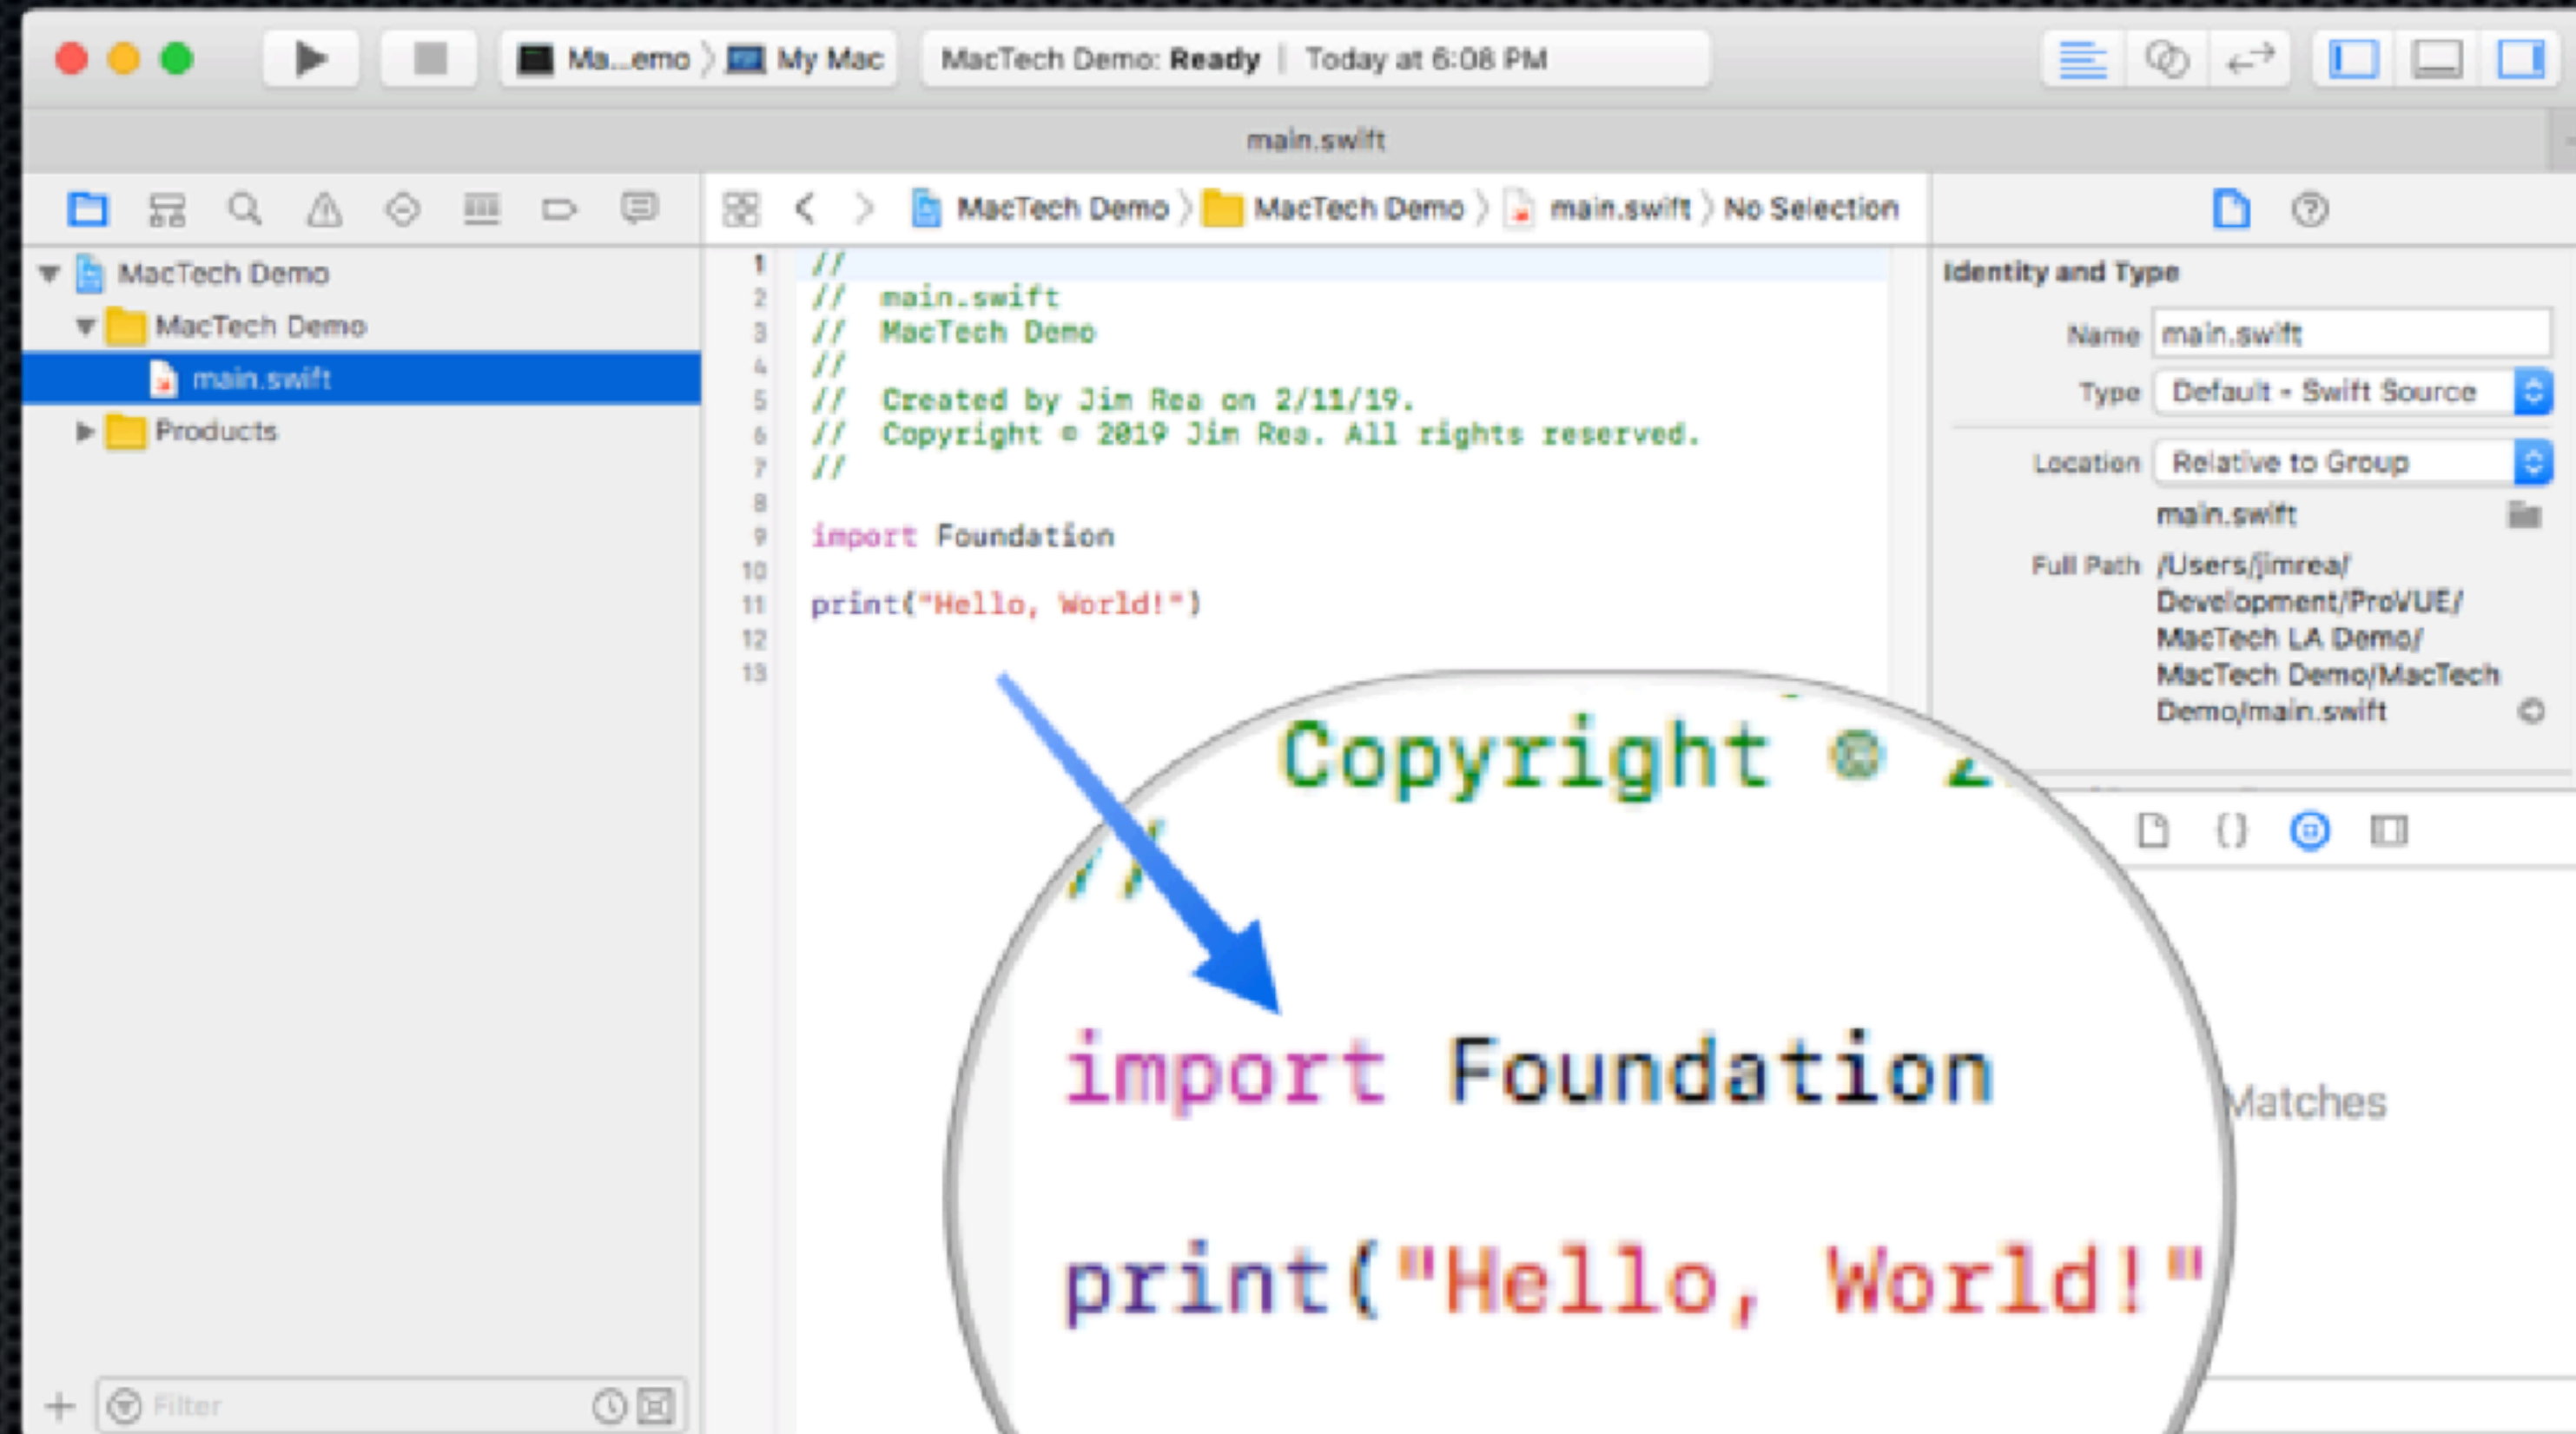 Ma...emo My Mac
MacTech Demo: Ready | Today at 6:08 PM
main.swift
MacTech Demo
MacTech Demo
main.swift
Products
Filter
MacTech Demo MacTech Demo main.swift No Selection
1 //
2 // main.swift
3 // MacTech Demo
4 //
5 // Created by Jim Rea on 2/11/19.
6 // Copyright © 2019 Jim Rea. All rights reserved.
7 //
8
9 import Foundation
10
11 print("Hello, World!")
12
13
Copyright © 2
//
import Foundation
print("Hello, World!"
Identity and Type
Name main.swift
Type Default - Swift Source
Location Relative to Group
main.swift
Full Path /Users/jimrea/
Development/ProVUE/
MacTech LA Demo/
MacTech Demo/MacTech
Demo/main.swift
{}
Matches